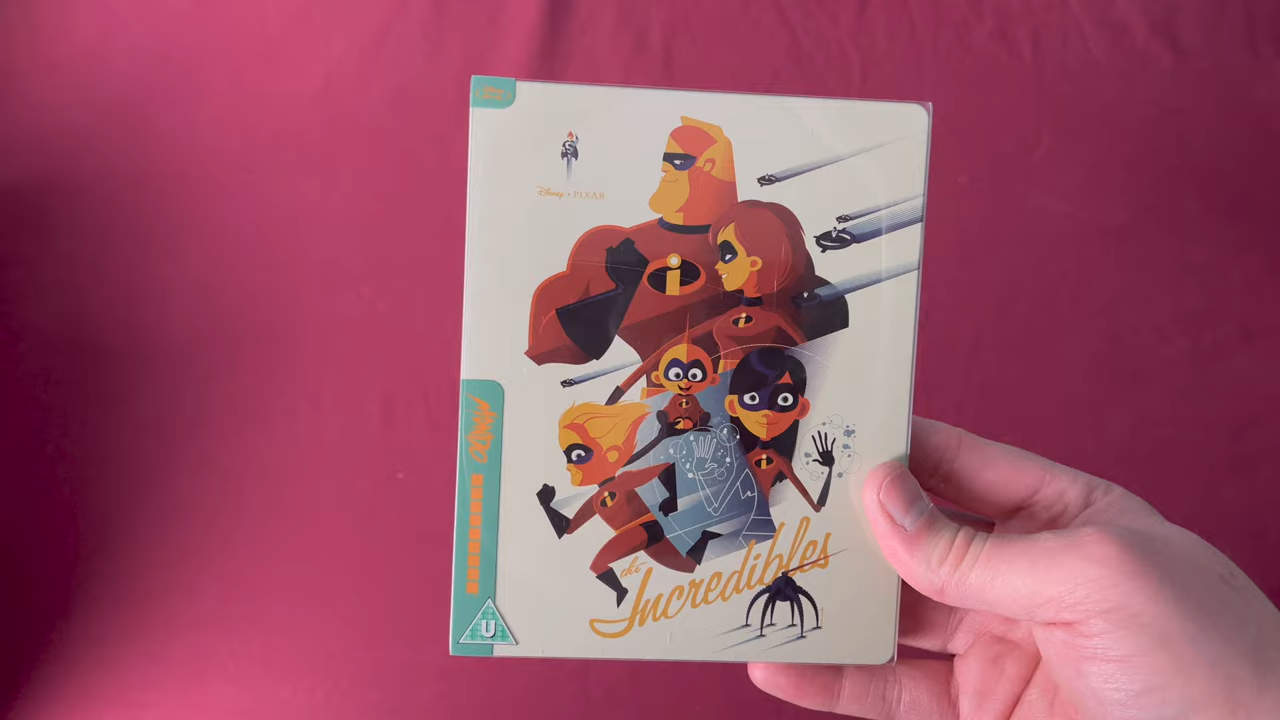 Disney • PIXAR
the
Incredibles
U